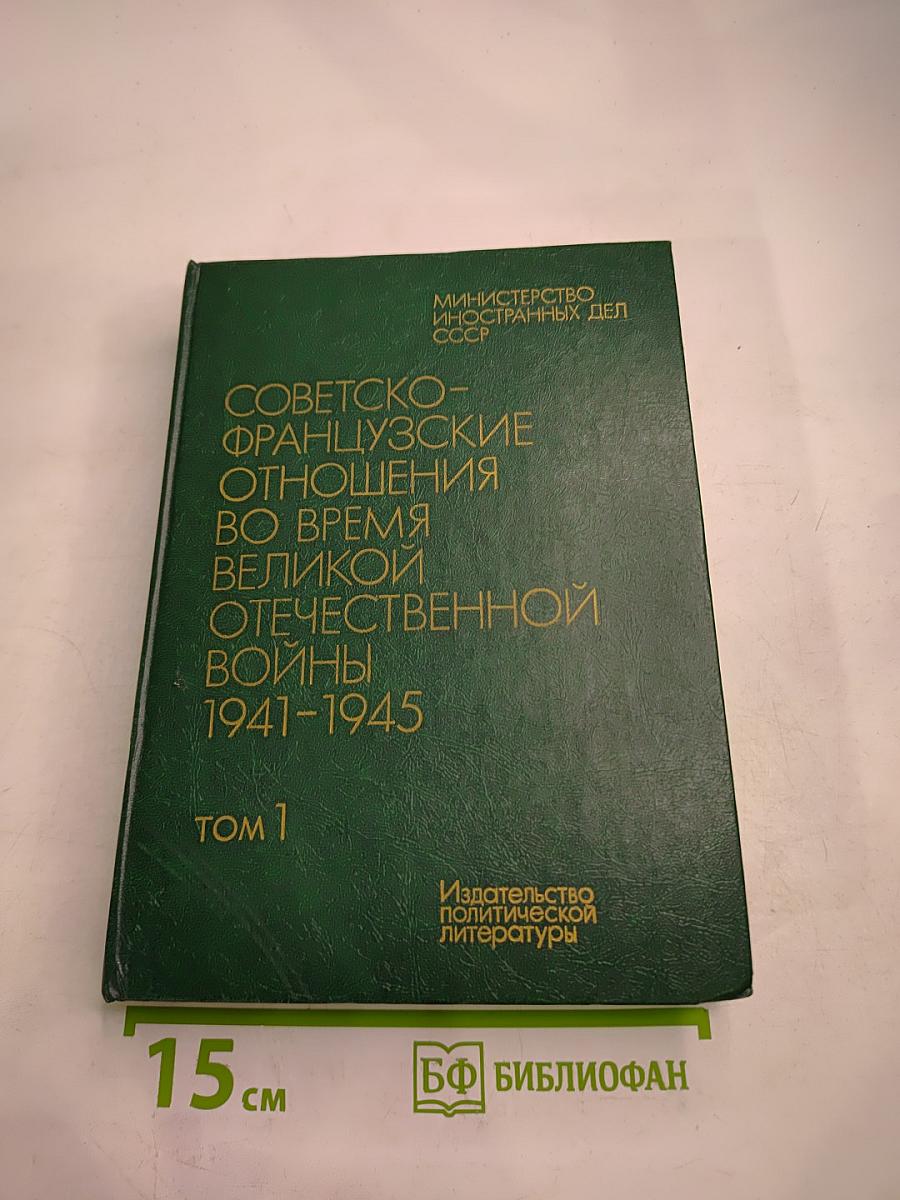 МИНИСТЕРСТВО
ИНОСТРАННЫХ ДЕЛ
СССР
СОВЕТСКО-
ФРАНЦУЗСКИЕ
ОТНОШЕНИЯ
ВО ВРЕМЯ
ВЕЛИКОЙ
ОТЕЧЕСТВЕННОЙ
ВОЙНЫ
1941-1945
ТОМ 1
Издательство
политической
литературы
15 см
БФ БИБЛИОФАН